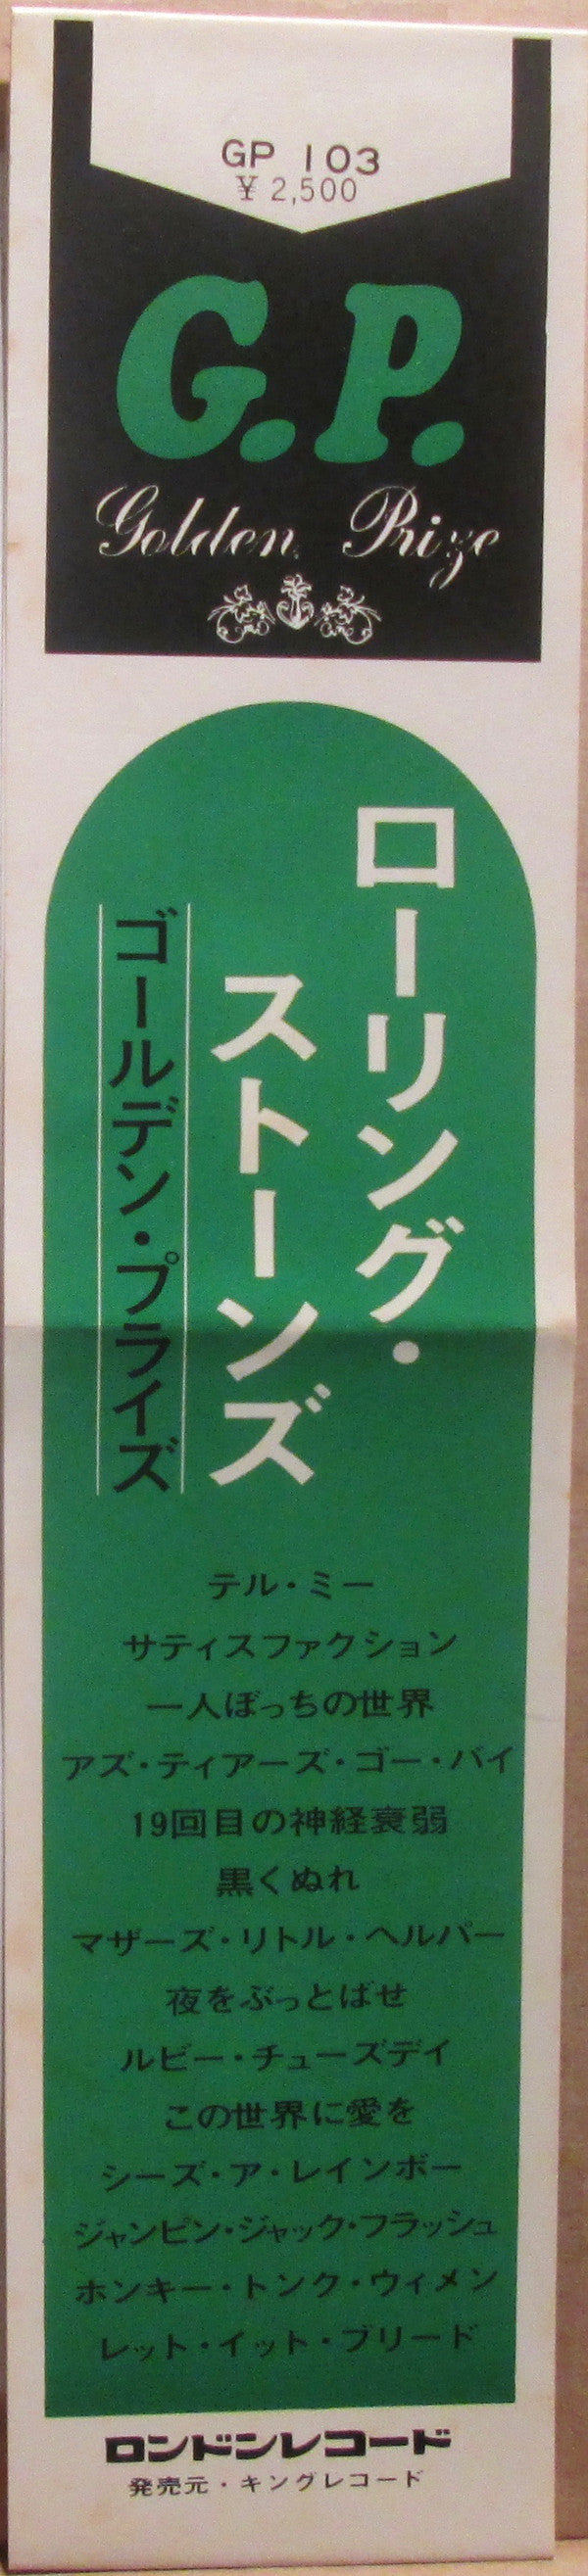 GP 103
¥ 2,500
G.P.
Golden Prize
ローリング・
ストーンズ
ゴールデン・プライズ
テル・ミー
サティスファクション
一人ぼっちの世界
アズ・ティアーズ・ゴー・バイ
19回目の神経衰弱
黒くぬれ
マザーズ・リトル・ヘルパー
夜をぶっとばせ
ルビー・チューズデイ
この世界に愛を
シーズ・ア・レインボー
ジャンピン・ジャック・フラッシュ
ホンキー・トンク・ウィメン
レット・イット・ブリード
ロンドンレコード
発売元・キングレコード